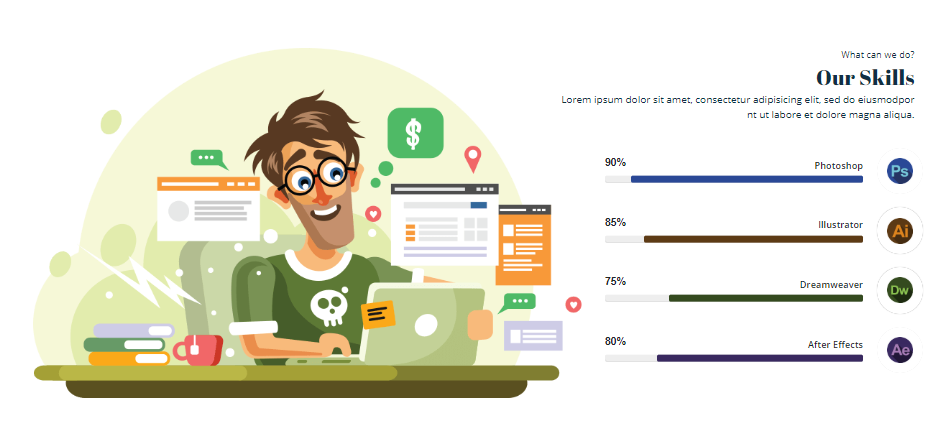 What can we do?
Our Skills
Lorem ipsum dolor sit amet, consectetur adipisicing elit, sed do eiusmodpor
nt ut labore et dolore magna aliqua.
90%
Photoshop
Ps
85%
Illustrator
Ai
75%
Dreamweaver
Dw
80%
After Effects
Ae
$